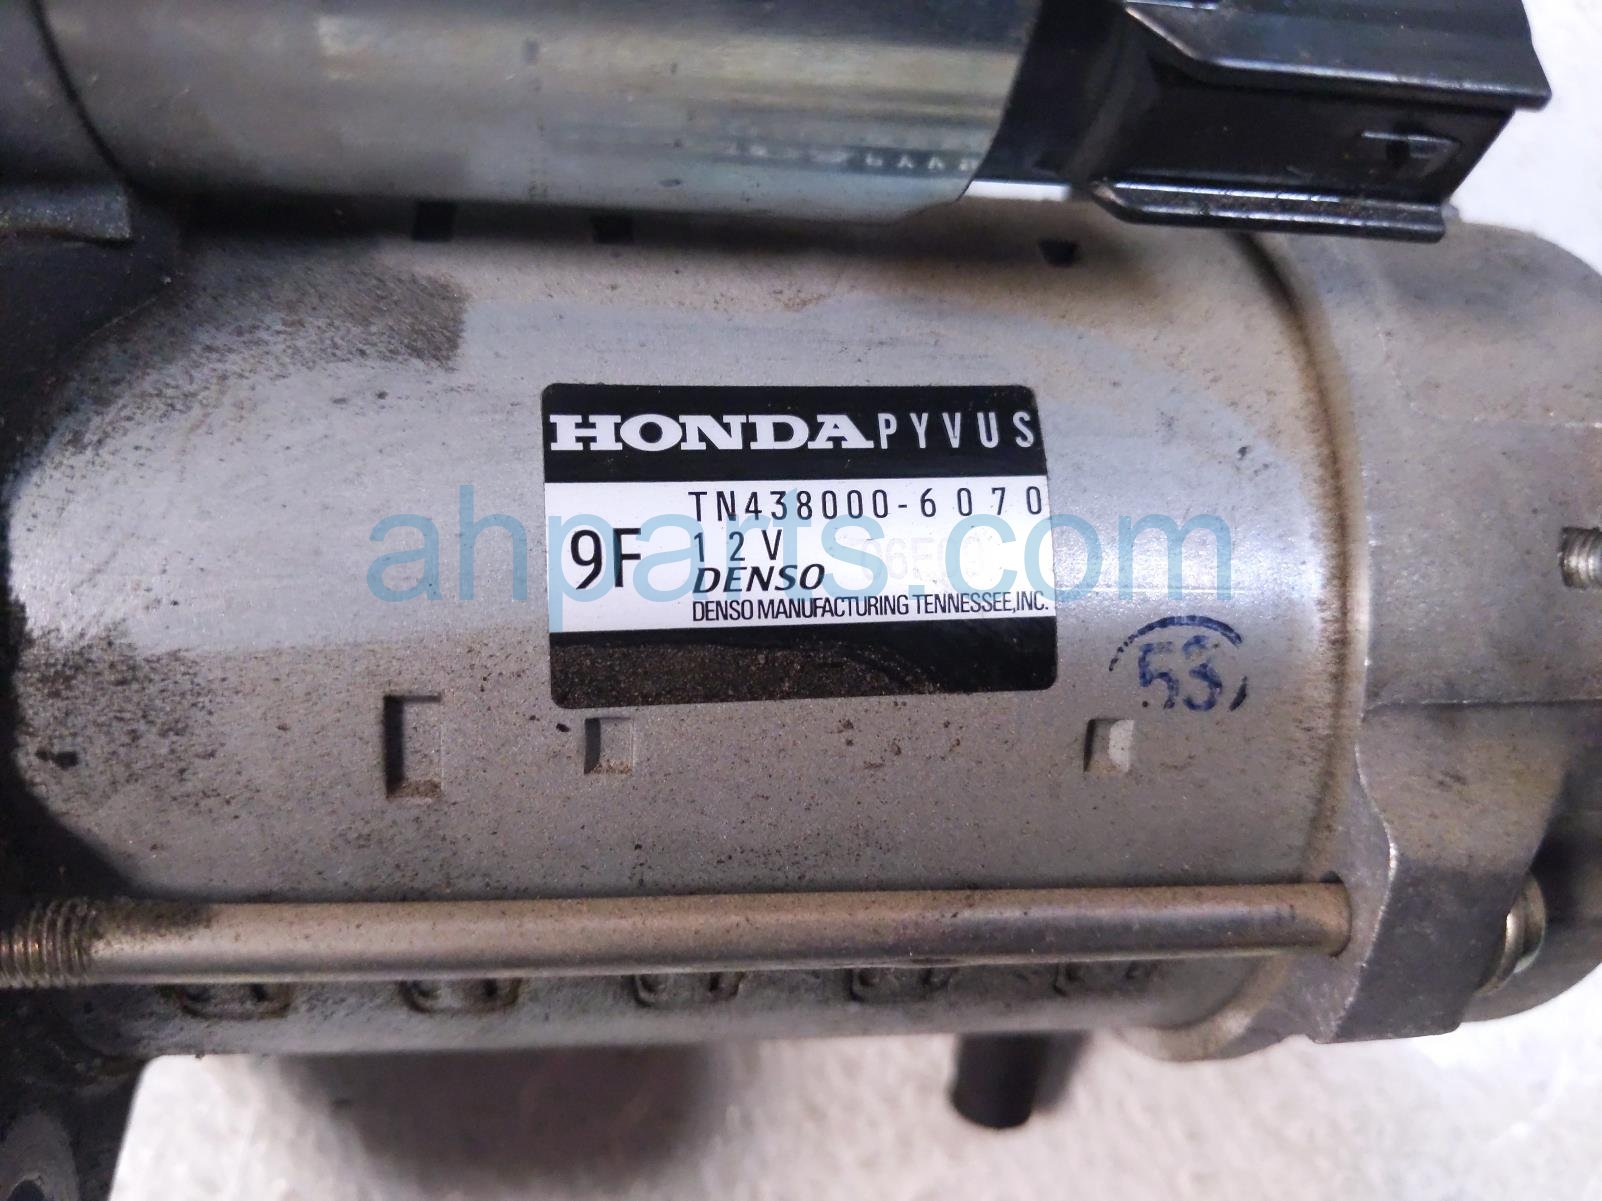 HONDA PYVUS
TN438000-6070
9F 12V
DENSO
DENSO MANUFACTURING TENNESSEE, INC.
ahparts.com
53